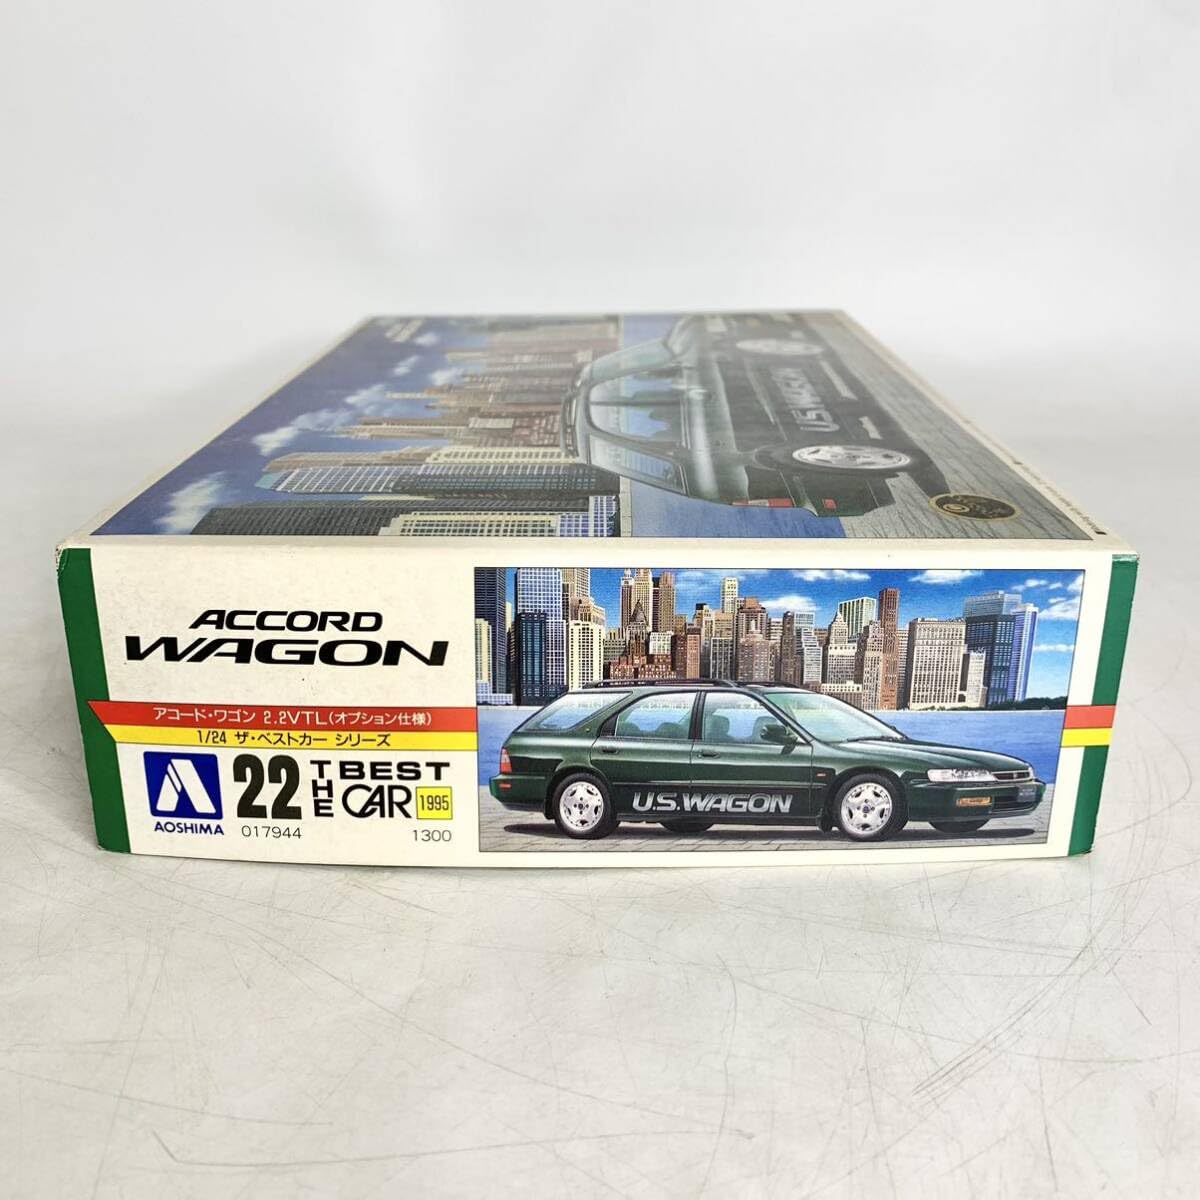 U.S.WAGON
ACCORD
WAGON
アコード・ワゴン 2.2VTL(オプション仕様)
1/24 ザ・ベストカー シリーズ
AOSHIMA
22
THE
BEST
CAR
1995
017944
1300
U.S.WAGON